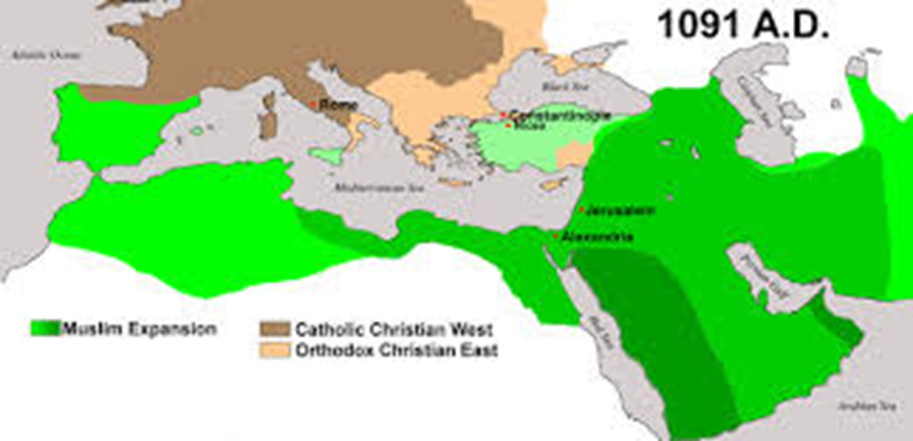 1091 A.D.
Atlantic Ocean
Black Sea
Caspian Sea
Rome
Constantinople
Nicea
Mediterranean Sea
Jerusalem
Alexandria
Persian Gulf
Red Sea
Muslim Expansion
Catholic Christian West
Orthodox Christian East
Arabian Sea